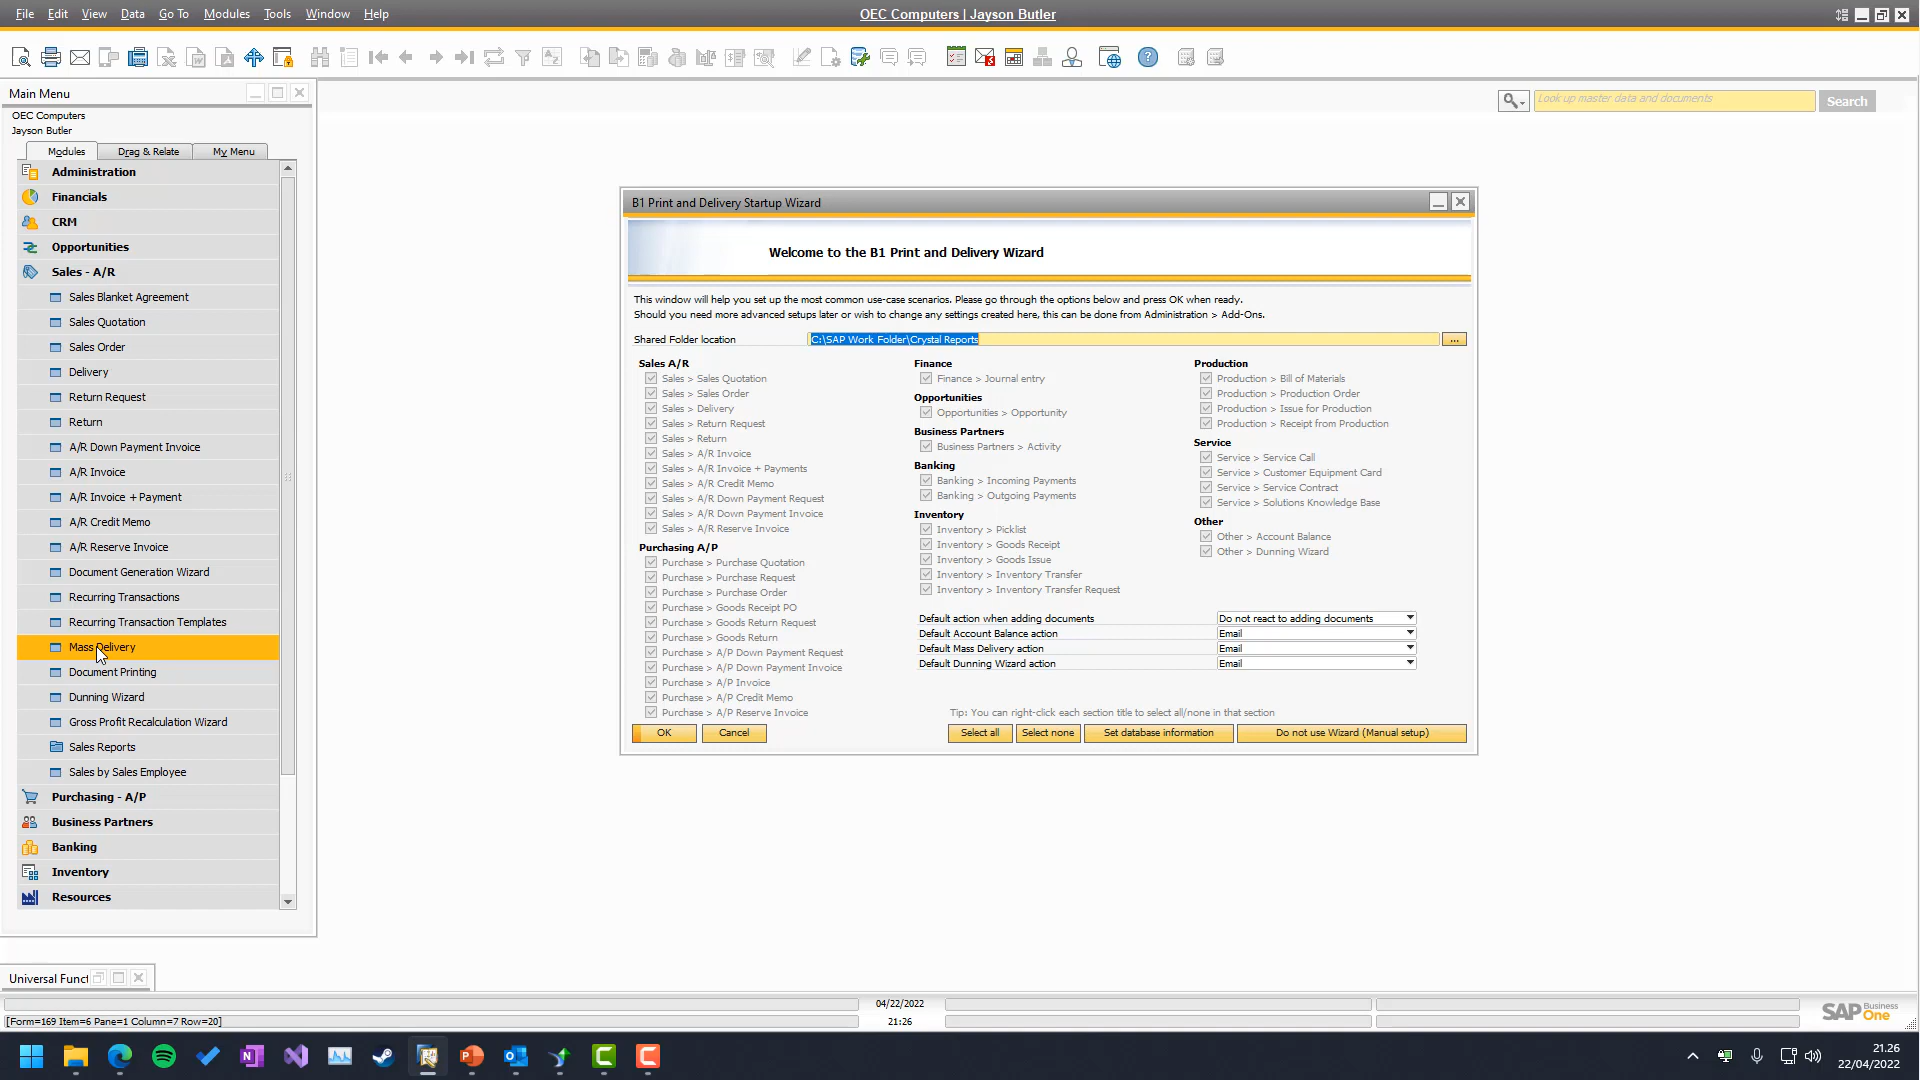 File Edit View Data Go To Modules Tools Window Help
OEC Computers | Jayson Butler
Main Menu
OEC Computers
Jayson Butler
Modules Drag & Relate My Menu
Administration
Financials
CRM
Opportunities
Sales - A/R
Sales Blanket Agreement
Sales Quotation
Sales Order
Delivery
Return Request
Return
A/R Down Payment Invoice
A/R Invoice
A/R Invoice + Payment
A/R Credit Memo
A/R Reserve Invoice
Document Generation Wizard
Recurring Transactions
Recurring Transaction Templates
Mass Delivery
Document Printing
Dunning Wizard
Gross Profit Recalculation Wizard
Sales Reports
Sales by Sales Employee
Purchasing - A/P
Business Partners
Banking
Inventory
Resources
Look up master data and documents
Search
B1 Print and Delivery Startup Wizard
Welcome to the B1 Print and Delivery Wizard
This window will help you set up the most common use-case scenarios. Please go through the options below and press OK when ready.
Should you need more advanced setups later or wish to change any settings created here, this can be done from Administration > Add-Ons.
Shared Folder location C:\SAP Work Folder\Crystal Reports ...
Sales A/R
Sales > Sales Quotation
Sales > Sales Order
Sales > Delivery
Sales > Return Request
Sales > Return
Sales > A/R Invoice
Sales > A/R Invoice + Payments
Sales > A/R Credit Memo
Sales > A/R Down Payment Request
Sales > A/R Down Payment Invoice
Sales > A/R Reserve Invoice
Purchasing A/P
Purchase > Purchase Quotation
Purchase > Purchase Request
Purchase > Purchase Order
Purchase > Goods Receipt PO
Purchase > Goods Return Request
Purchase > Goods Return
Purchase > A/P Down Payment Request
Purchase > A/P Down Payment Invoice
Purchase > A/P Invoice
Purchase > A/P Credit Memo
Purchase > A/P Reserve Invoice
Finance
Finance > Journal entry
Opportunities
Opportunities > Opportunity
Business Partners
Business Partners > Activity
Banking
Banking > Incoming Payments
Banking > Outgoing Payments
Inventory
Inventory > Picklist
Inventory > Goods Receipt
Inventory > Goods Issue
Inventory > Inventory Transfer
Inventory > Inventory Transfer Request
Production
Production > Bill of Materials
Production > Production Order
Production > Issue for Production
Production > Receipt from Production
Service
Service > Service Call
Service > Customer Equipment Card
Service > Service Contract
Service > Solutions Knowledge Base
Other
Other > Account Balance
Other > Dunning Wizard
Default action when adding documents Do not react to adding documents
Default Account Balance action Email
Default Mass Delivery action Email
Default Dunning Wizard action Email
Tip: You can right-click each section title to select all/none in that section
OK Cancel Select all Select none Set database information Do not use Wizard (Manual setup)
Universal Funct
04/22/2022
[Form=169 Item=6 Pane=1 Column=7 Row=20]
21:26
SAP Business One
21.26
22/04/2022